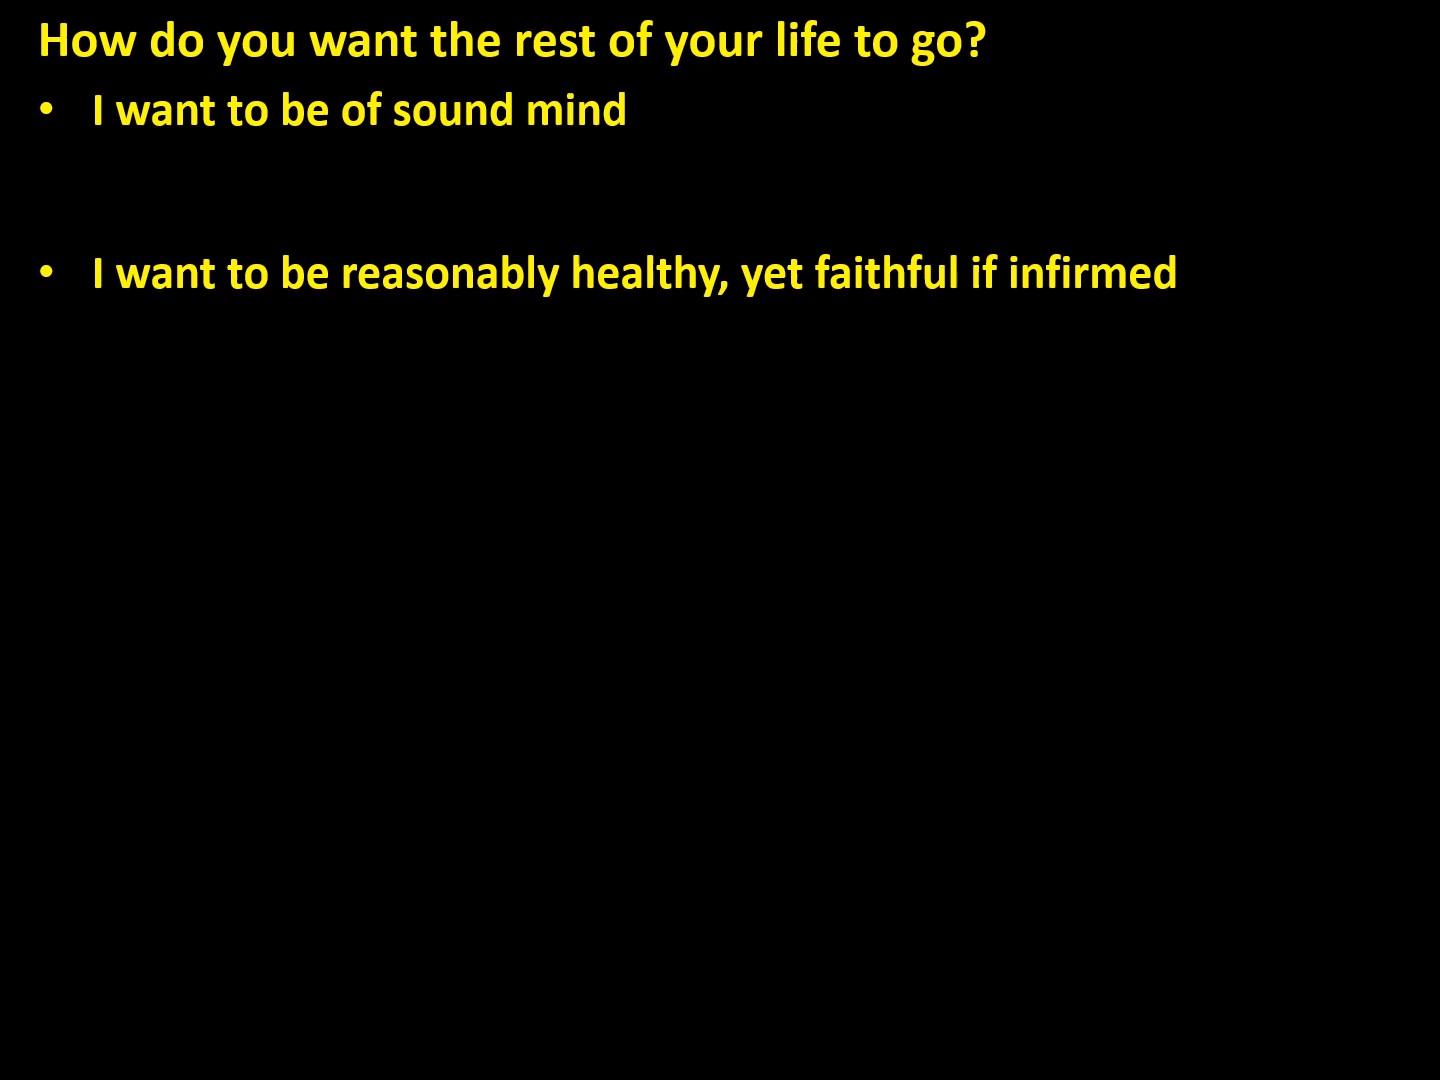 How do you want the rest of your life to go?
• I want to be of sound mind
• I want to be reasonably healthy, yet faithful if infirmed